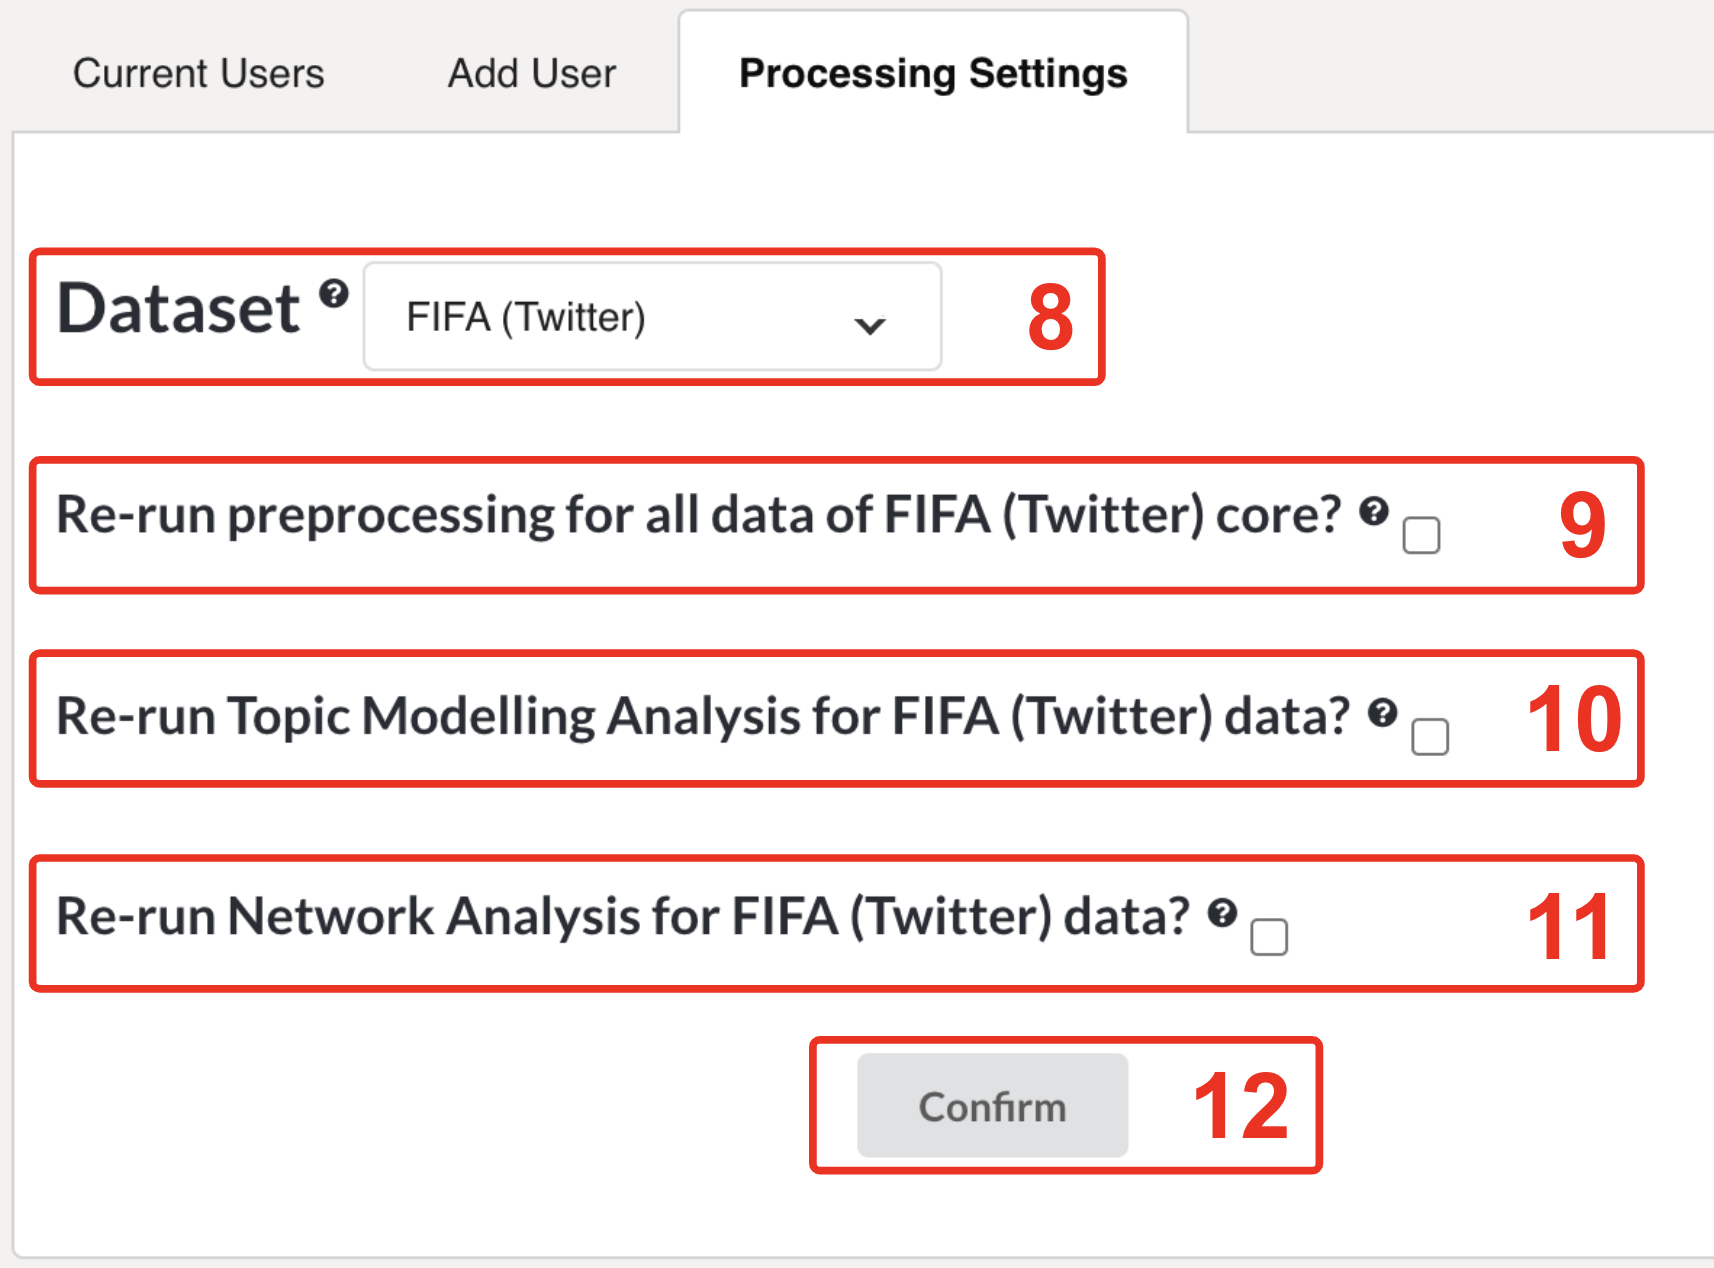 Current Users Add User Processing Settings
Dataset ? FIFA (Twitter) 8
Re-run preprocessing for all data of FIFA (Twitter) core? ? 9
Re-run Topic Modelling Analysis for FIFA (Twitter) data? ? 10
Re-run Network Analysis for FIFA (Twitter) data? ? 11
Confirm 12